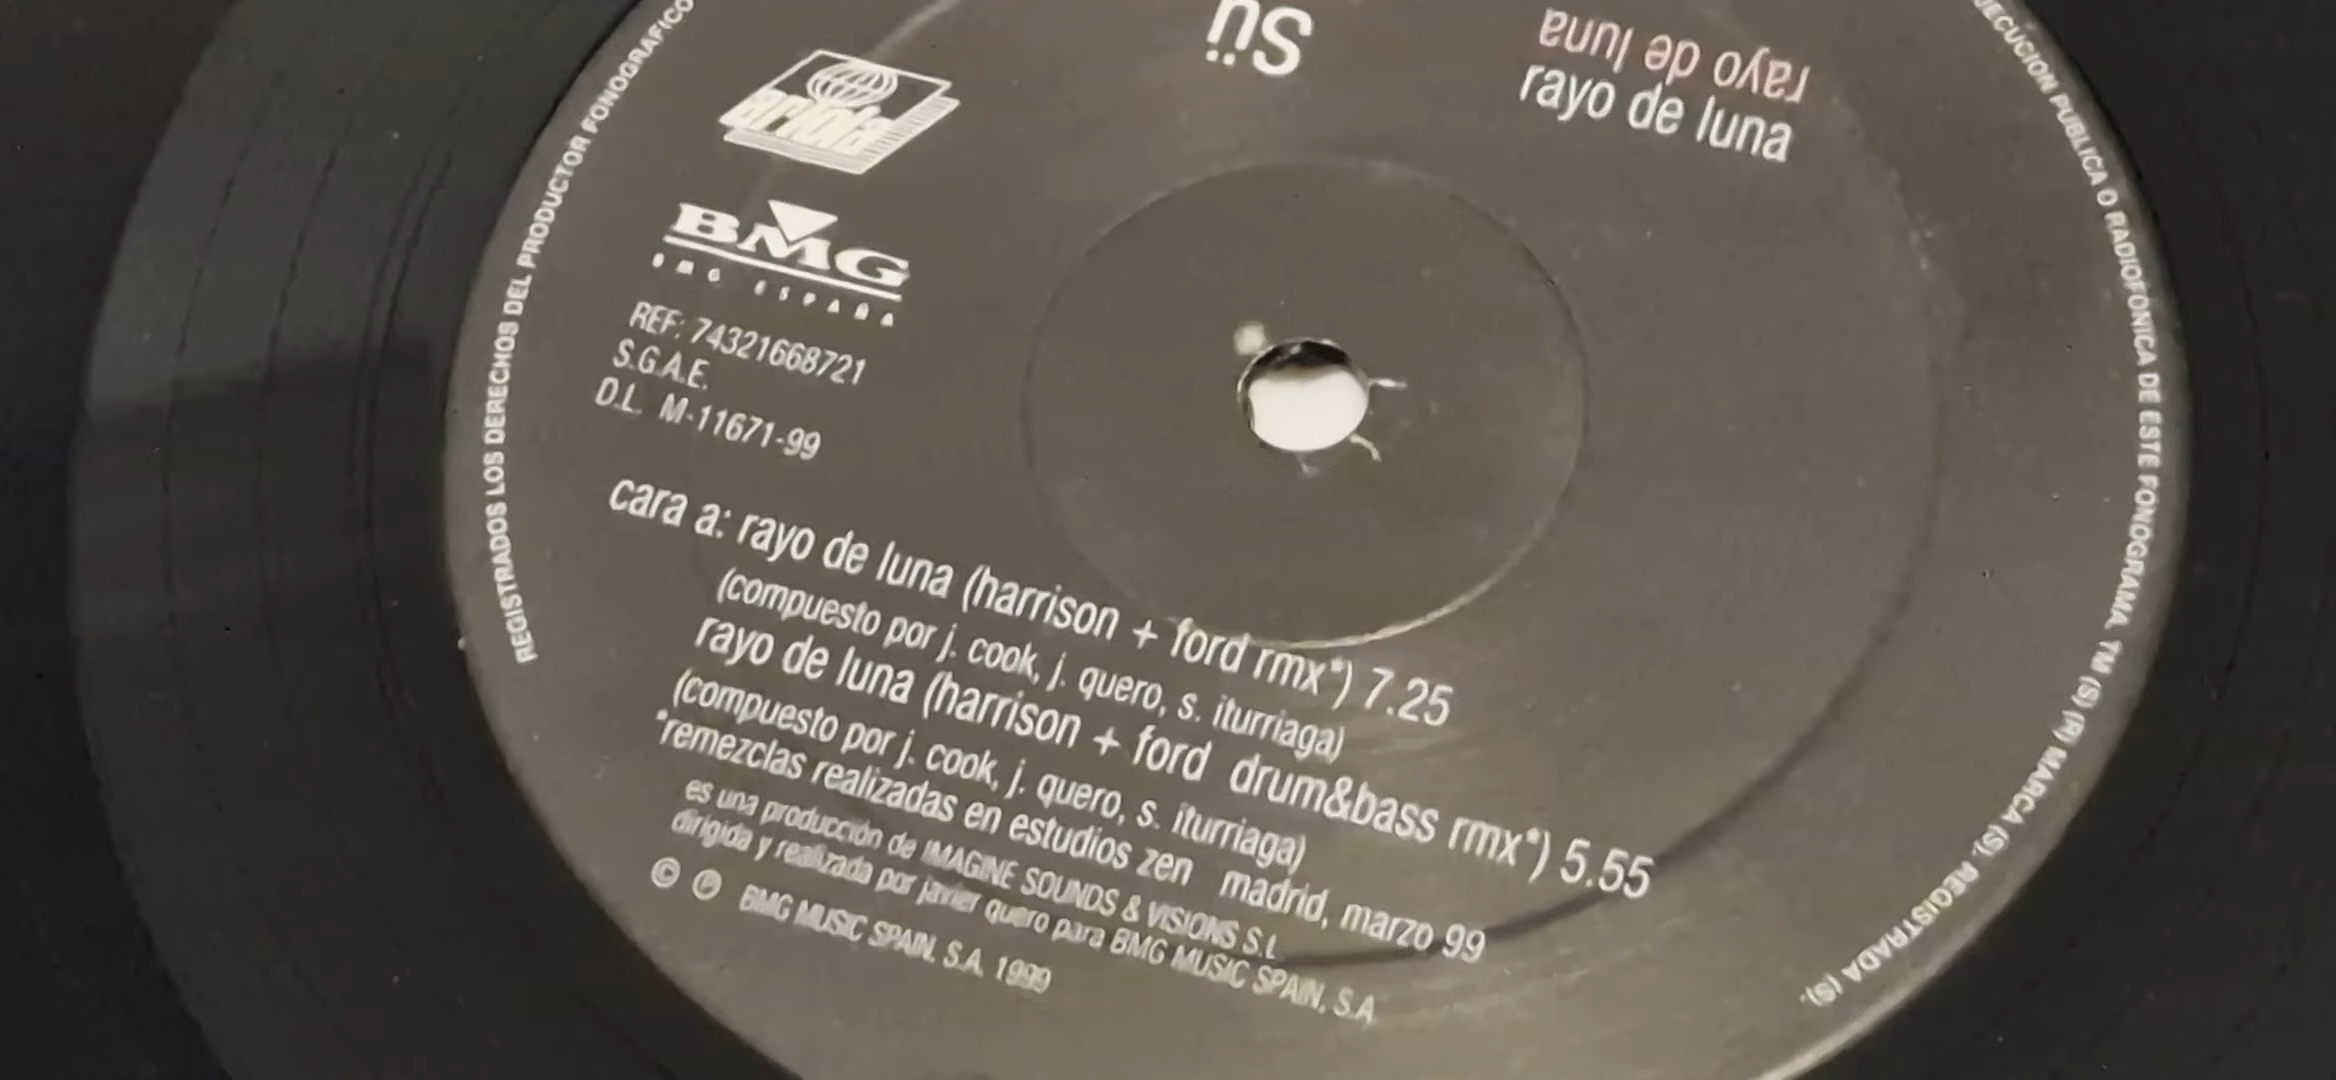 sü
rayo de luna
rayo de luna
ariola
BMG
BMG ESPAÑA
REF: 74321668721
S.G.A.E.
D.L. M-11671-99
cara a: rayo de luna (harrison + ford rmx*) 7.25
(compuesto por j. cook, j. quero, s. iturriaga)
rayo de luna (harrison + ford drum&bass rmx*) 5.55
(compuesto por j. cook, j. quero, s. iturriaga)
*remezclas realizadas en estudios zen madrid, marzo 99
es una producción de IMAGINE SOUNDS & VISIONS S.L.
dirigida y realizada por javier quero para BMG MUSIC SPAIN, S.A.
© ℗ BMG MUSIC SPAIN, S.A. 1999
REGISTRADOS LOS DERECHOS DEL PRODUCTOR FONOGRAFICO
PUBLICA O RADIOFONICA DE ESTE FONOGRAMA. TM (S) (R) MARCA (S). REGISTRADA (S).